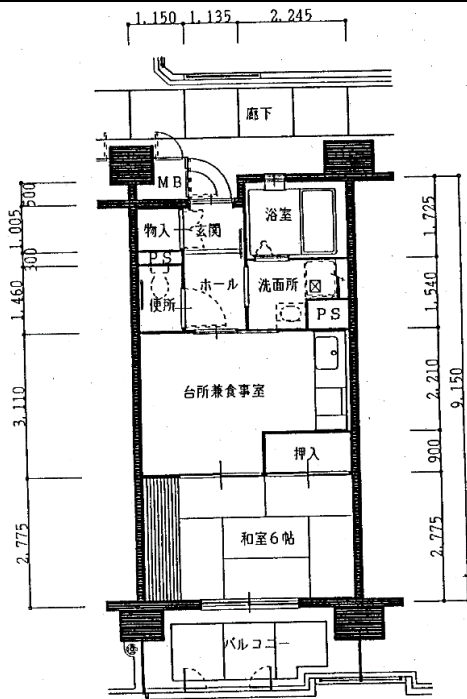 1.150 1.135 2.245
廊下
MB
浴室
物入 玄関
PS
ホール 洗面所
便所
PS
台所兼食事室
押入
和室6帖
バルコニー
500
1.005
300
1.460
3.110
2.775
1.725
1.540
2.210
900
2.775
9.150